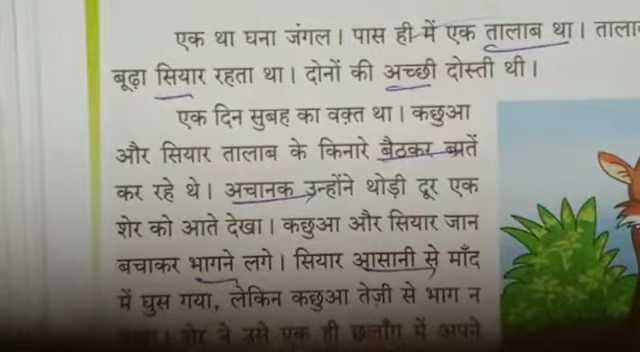 एक था घना जंगल। पास ही में एक तालाब था। ताला
बूढ़ा सियार रहता था। दोनों की अच्छी दोस्ती थी।
एक दिन सुबह का वक़्त था। कछुआ
और सियार तालाब के किनारे बैठकर बातें
कर रहे थे। अचानक उन्होंने थोड़ी दूर एक
शेर को आते देखा। कछुआ और सियार जान
बचाकर भागने लगे। सियार आसानी से माँद
में घुस गया, लेकिन कछुआ तेज़ी से भाग न
शेर ने उसे एक ही छलाँग में अपने